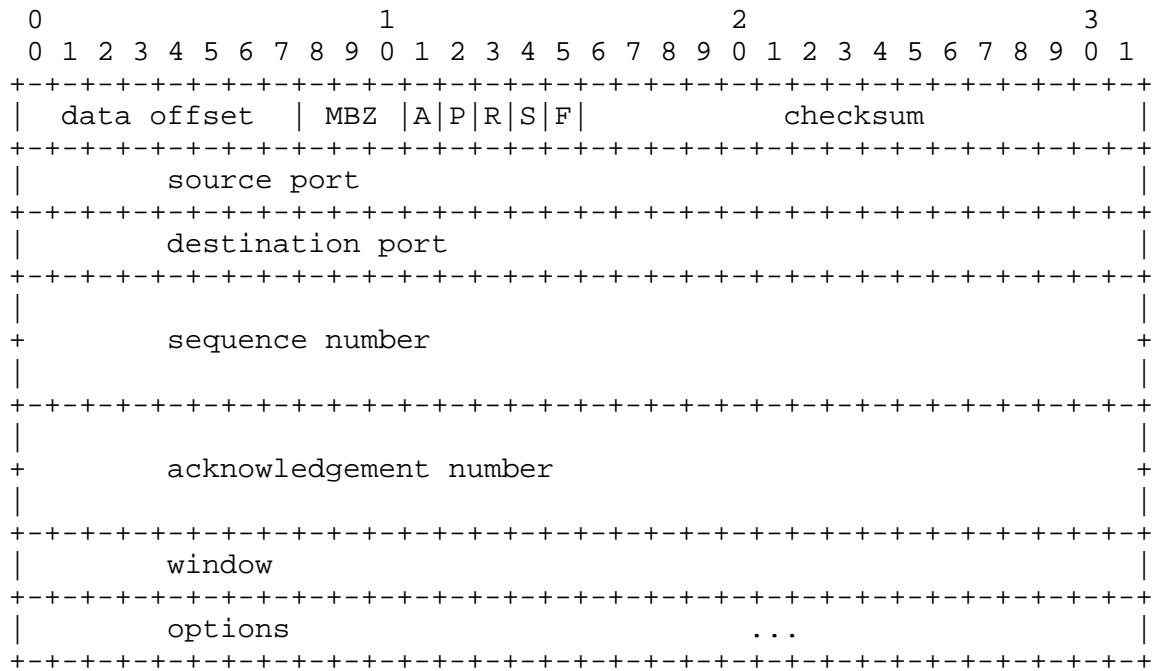 0                   1                   2                   3
 0 1 2 3 4 5 6 7 8 9 0 1 2 3 4 5 6 7 8 9 0 1 2 3 4 5 6 7 8 9 0 1
+-+-+-+-+-+-+-+-+-+-+-+-+-+-+-+-+-+-+-+-+-+-+-+-+-+-+-+-+-+-+-+-+
|  data offset  | MBZ |A|P|R|S|F|           checksum            |
+-+-+-+-+-+-+-+-+-+-+-+-+-+-+-+-+-+-+-+-+-+-+-+-+-+-+-+-+-+-+-+-+
|        source port                                            |
+-+-+-+-+-+-+-+-+-+-+-+-+-+-+-+-+-+-+-+-+-+-+-+-+-+-+-+-+-+-+-+-+
|        destination port                                       |
+-+-+-+-+-+-+-+-+-+-+-+-+-+-+-+-+-+-+-+-+-+-+-+-+-+-+-+-+-+-+-+-+
|                                                               |
+        sequence number                                        +
|                                                               |
+-+-+-+-+-+-+-+-+-+-+-+-+-+-+-+-+-+-+-+-+-+-+-+-+-+-+-+-+-+-+-+-+
|                                                               |
+        acknowledgement number                                 +
|                                                               |
+-+-+-+-+-+-+-+-+-+-+-+-+-+-+-+-+-+-+-+-+-+-+-+-+-+-+-+-+-+-+-+-+
|        window                                                 |
+-+-+-+-+-+-+-+-+-+-+-+-+-+-+-+-+-+-+-+-+-+-+-+-+-+-+-+-+-+-+-+-+
|        options                          ...                   |
+-+-+-+-+-+-+-+-+-+-+-+-+-+-+-+-+-+-+-+-+-+-+-+-+-+-+-+-+-+-+-+-+